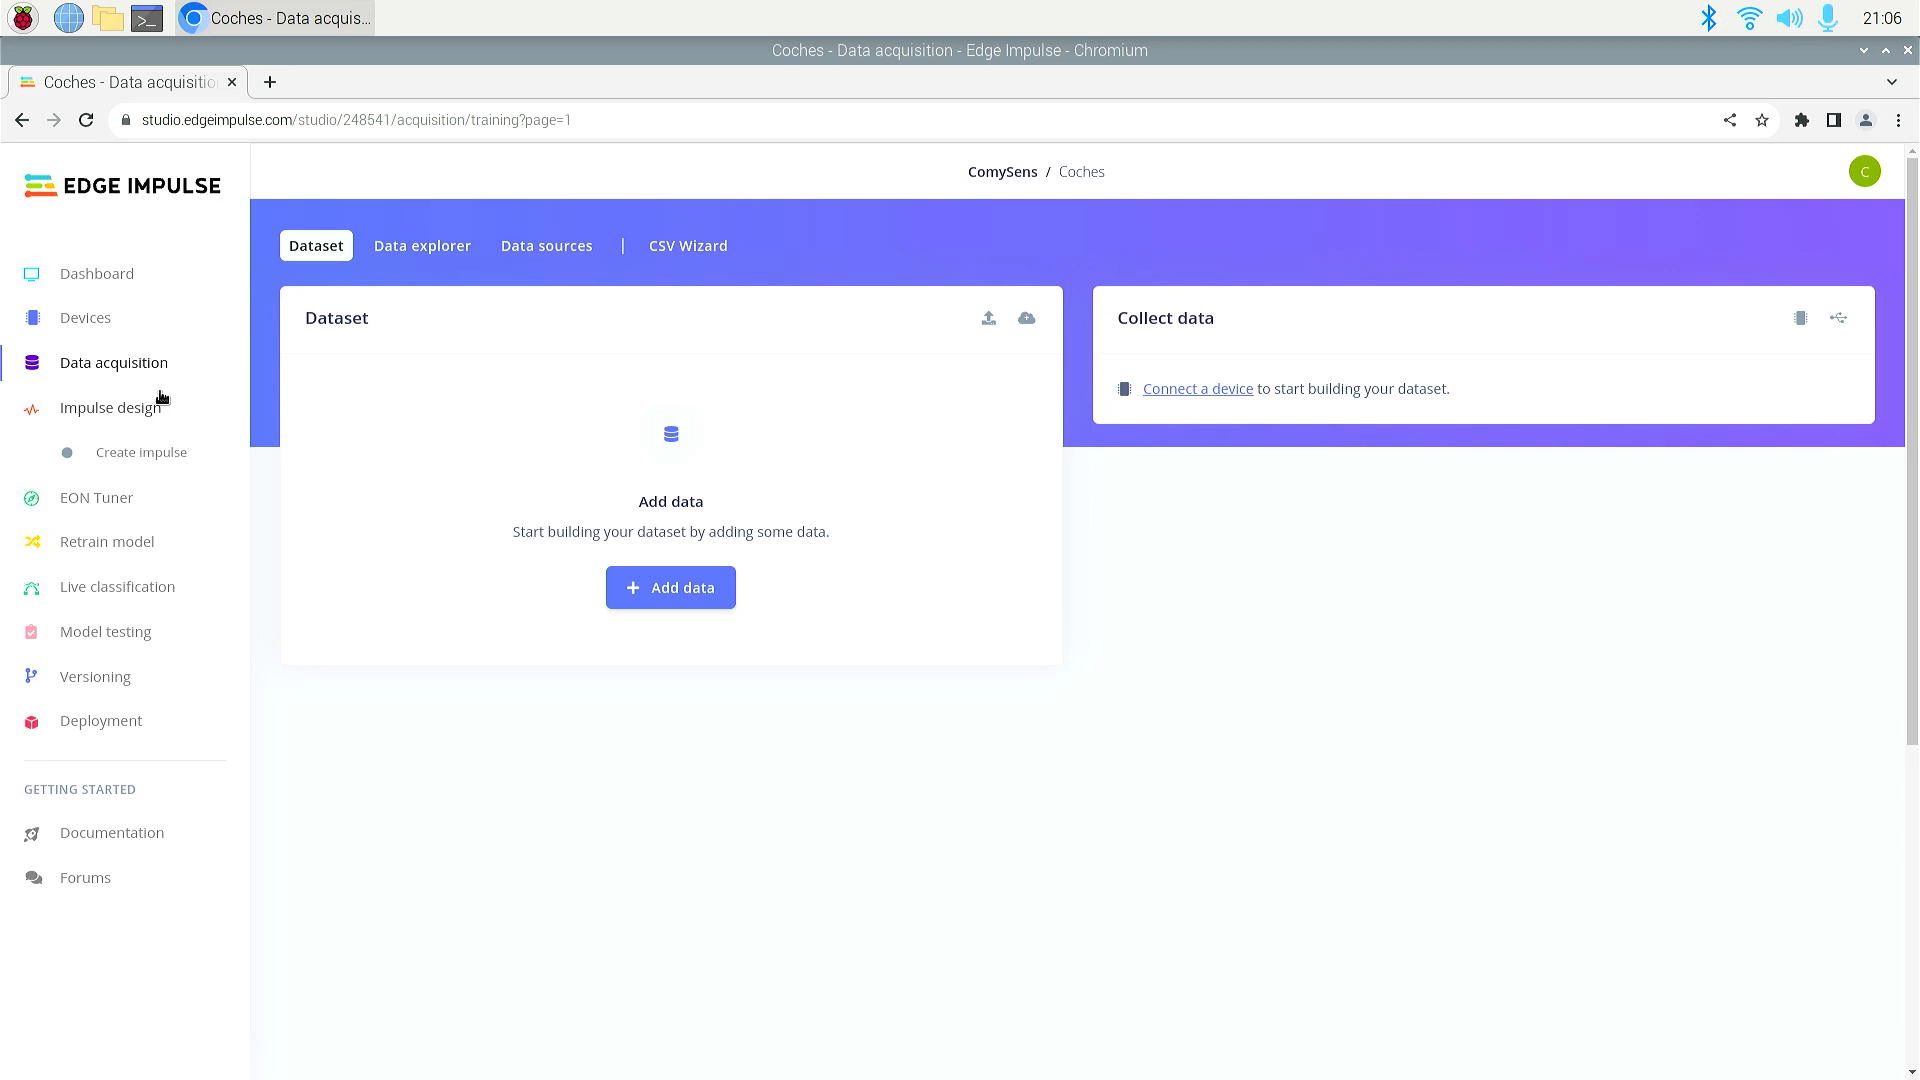 Coches - Data acquis...
21:06
Coches - Data acquisition - Edge Impulse - Chromium
Coches - Data acquisitio
studio.edgeimpulse.com/studio/248541/acquisition/training?page=1
EDGE IMPULSE
ComySens / Coches
C
Dataset
Data explorer
Data sources
|
CSV Wizard
Dashboard
Devices
Data acquisition
Impulse design
Create impulse
EON Tuner
Retrain model
Live classification
Model testing
Versioning
Deployment
GETTING STARTED
Documentation
Forums
Dataset
Add data
Start building your dataset by adding some data.
+ Add data
Collect data
Connect a device to start building your dataset.